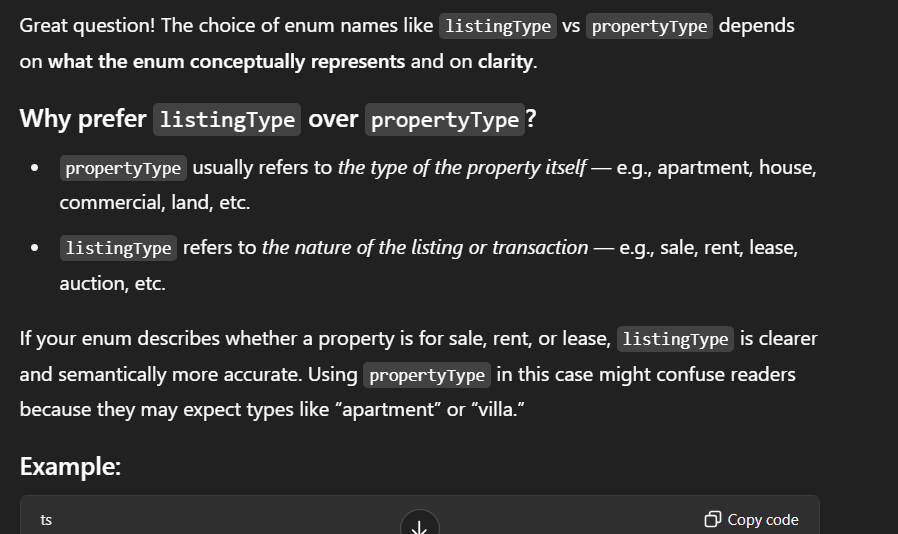 Great question! The choice of enum names like listingType vs propertyType depends
on what the enum conceptually represents and on clarity.
Why prefer listingType over propertyType?
• propertyType usually refers to the type of the property itself — e.g., apartment, house,
commercial, land, etc.
• listingType refers to the nature of the listing or transaction — e.g., sale, rent, lease,
auction, etc.
If your enum describes whether a property is for sale, rent, or lease, listingType is clearer
and semantically more accurate. Using propertyType in this case might confuse readers
because they may expect types like “apartment” or “villa.”
Example:
ts Copy code